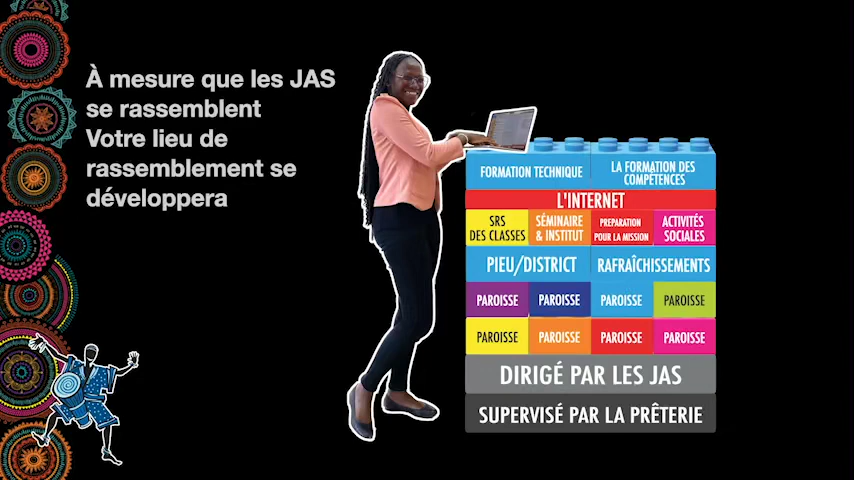 À mesure que les JAS
se rassemblent
Votre lieu de
rassemblement se
développera
FORMATION TECHNIQUE
LA FORMATION DES
COMPÉTENCES
L'INTERNET
SRS
DES CLASSES
SÉMINAIRE
& INSTITUT
PREPARATION
POUR LA MISSION
ACTIVITÉS
SOCIALES
PIEU/DISTRICT
RAFRAÎCHISSEMENTS
PAROISSE
PAROISSE
PAROISSE
PAROISSE
PAROISSE
PAROISSE
PAROISSE
PAROISSE
DIRIGÉ PAR LES JAS
SUPERVISÉ PAR LA PRÊTERIE